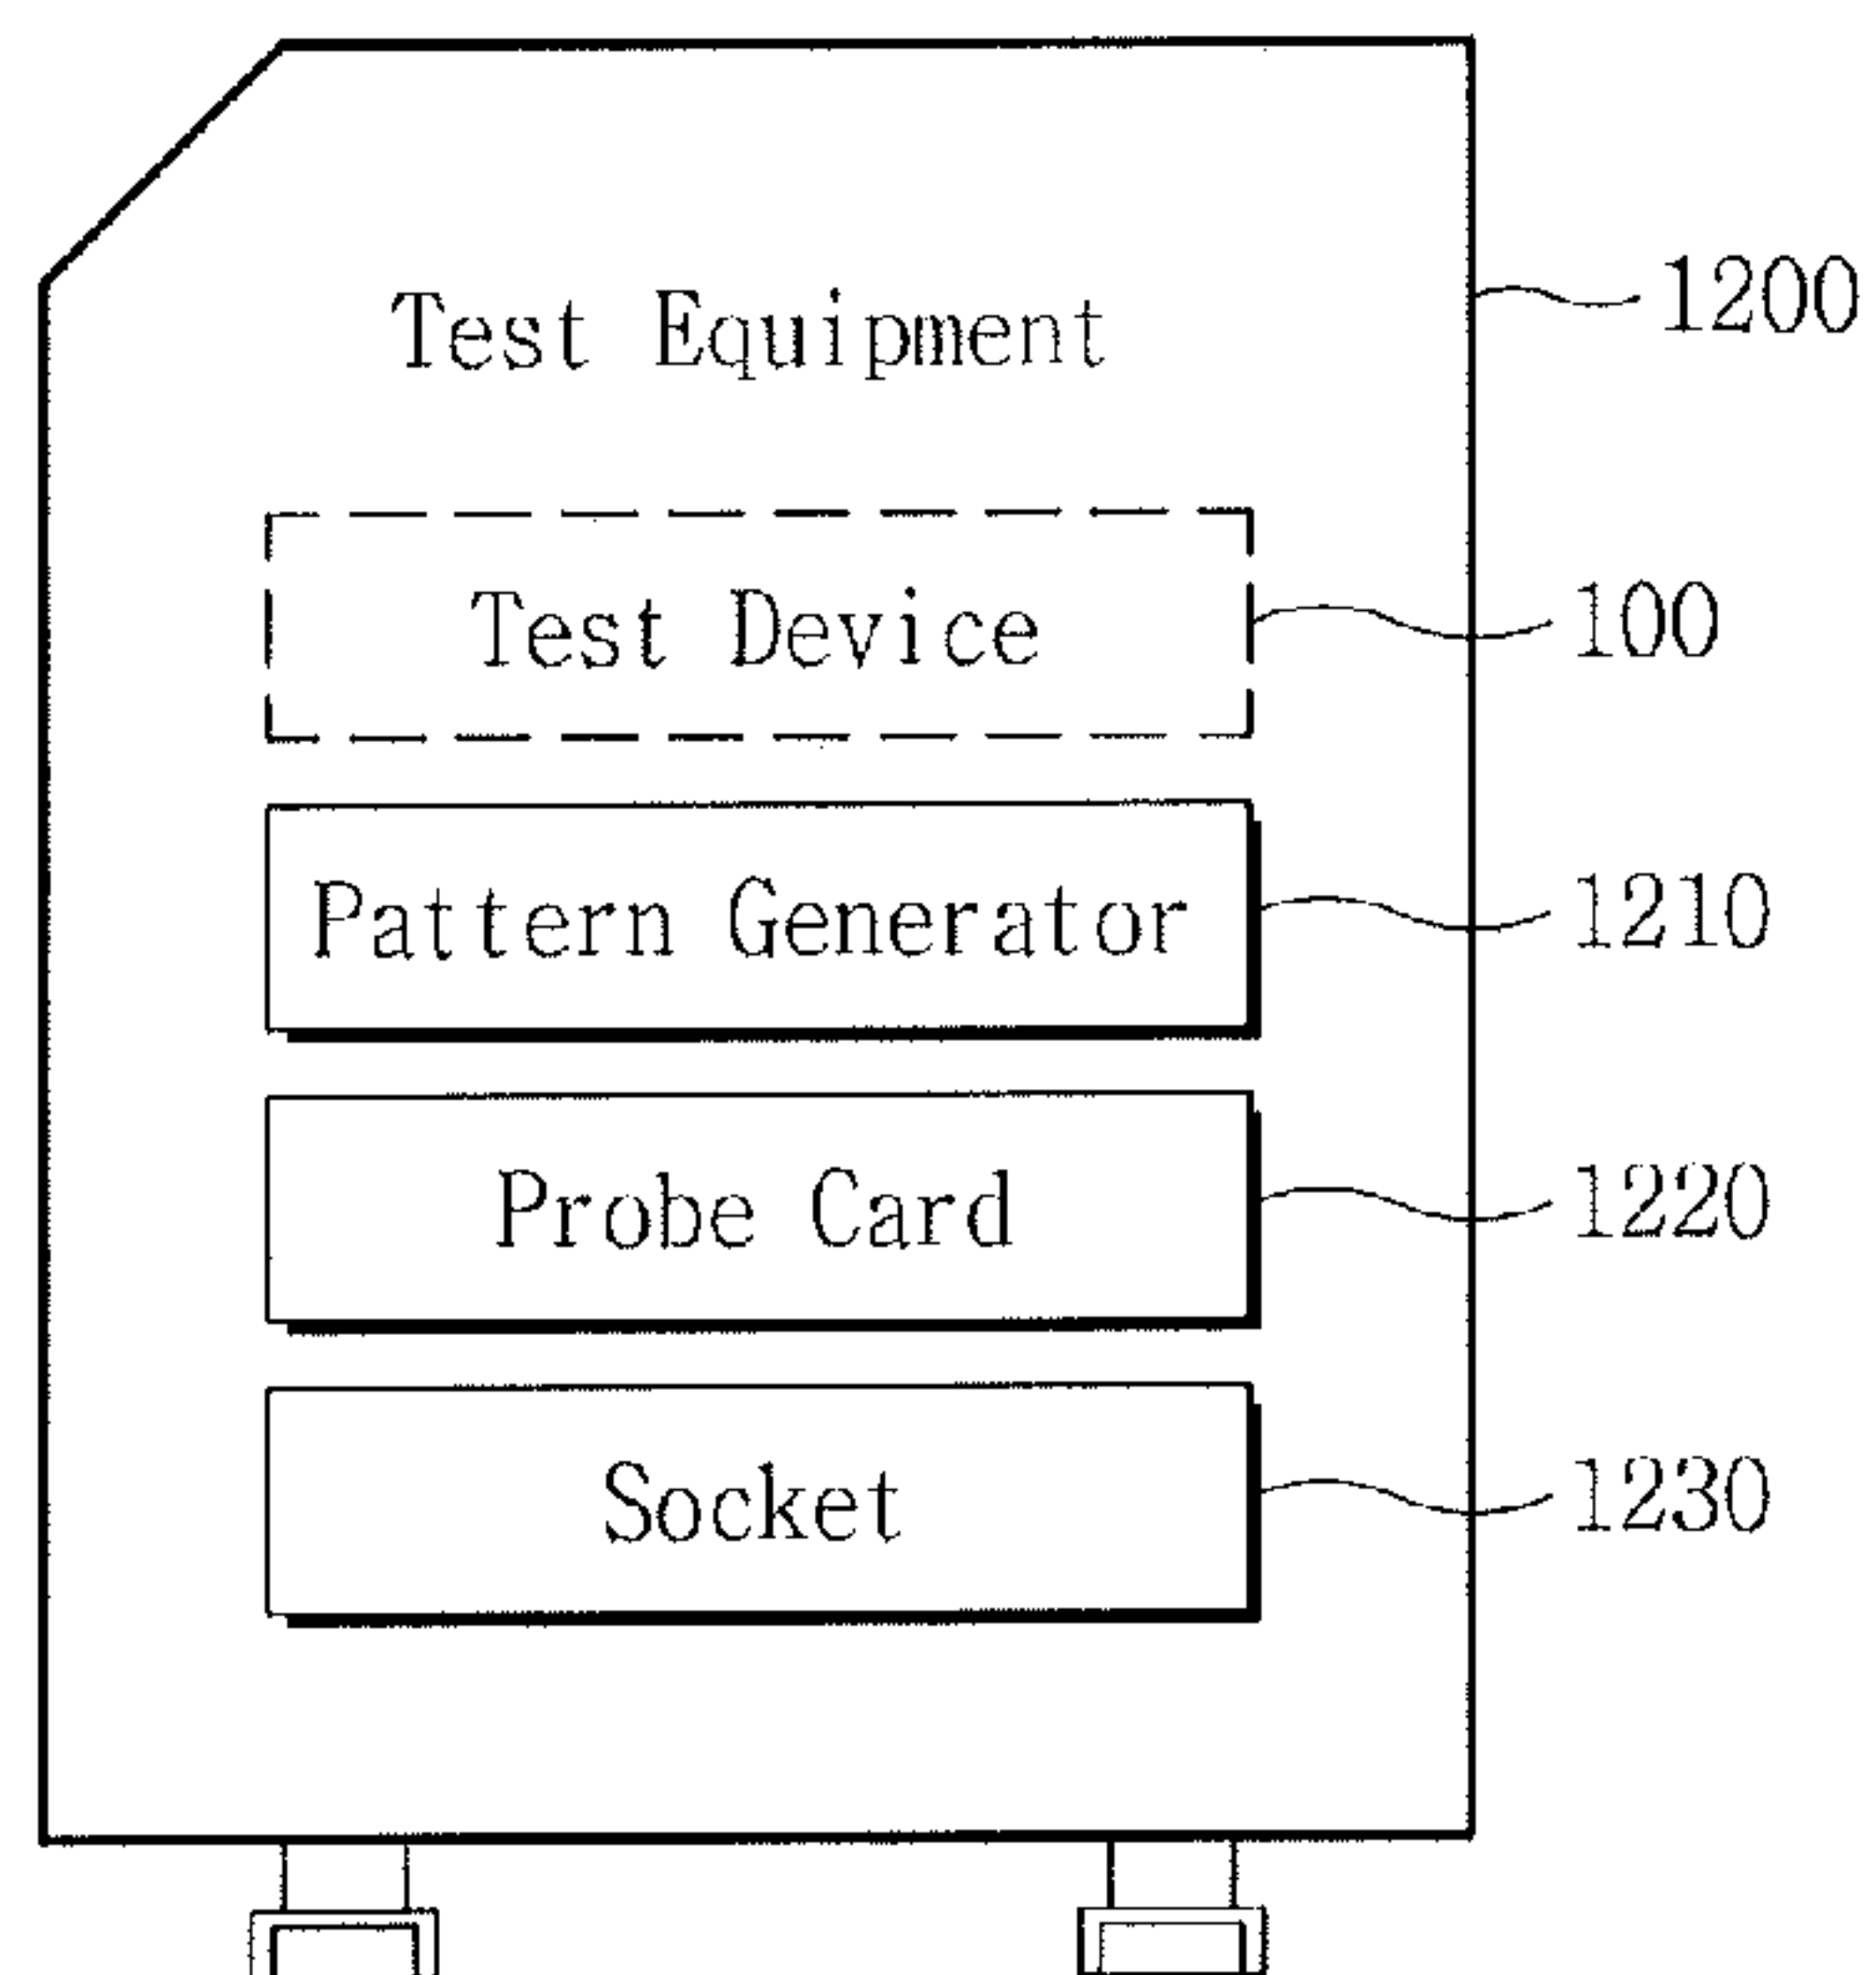 Test Equipment
1200
Test Device
100
Pattern Generator
1210
Probe Card
1220
Socket
1230